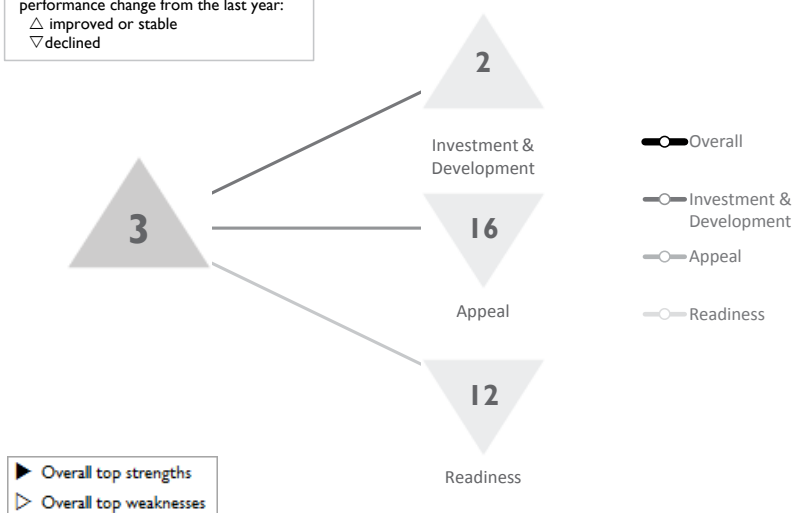 performance change from the last year:
△ improved or stable
▽ declined
2
Investment &
Development
3
16
Appeal
12
Readiness
Overall
Investment &
Development
Appeal
Readiness
▶ Overall top strengths
▷ Overall top weaknesses